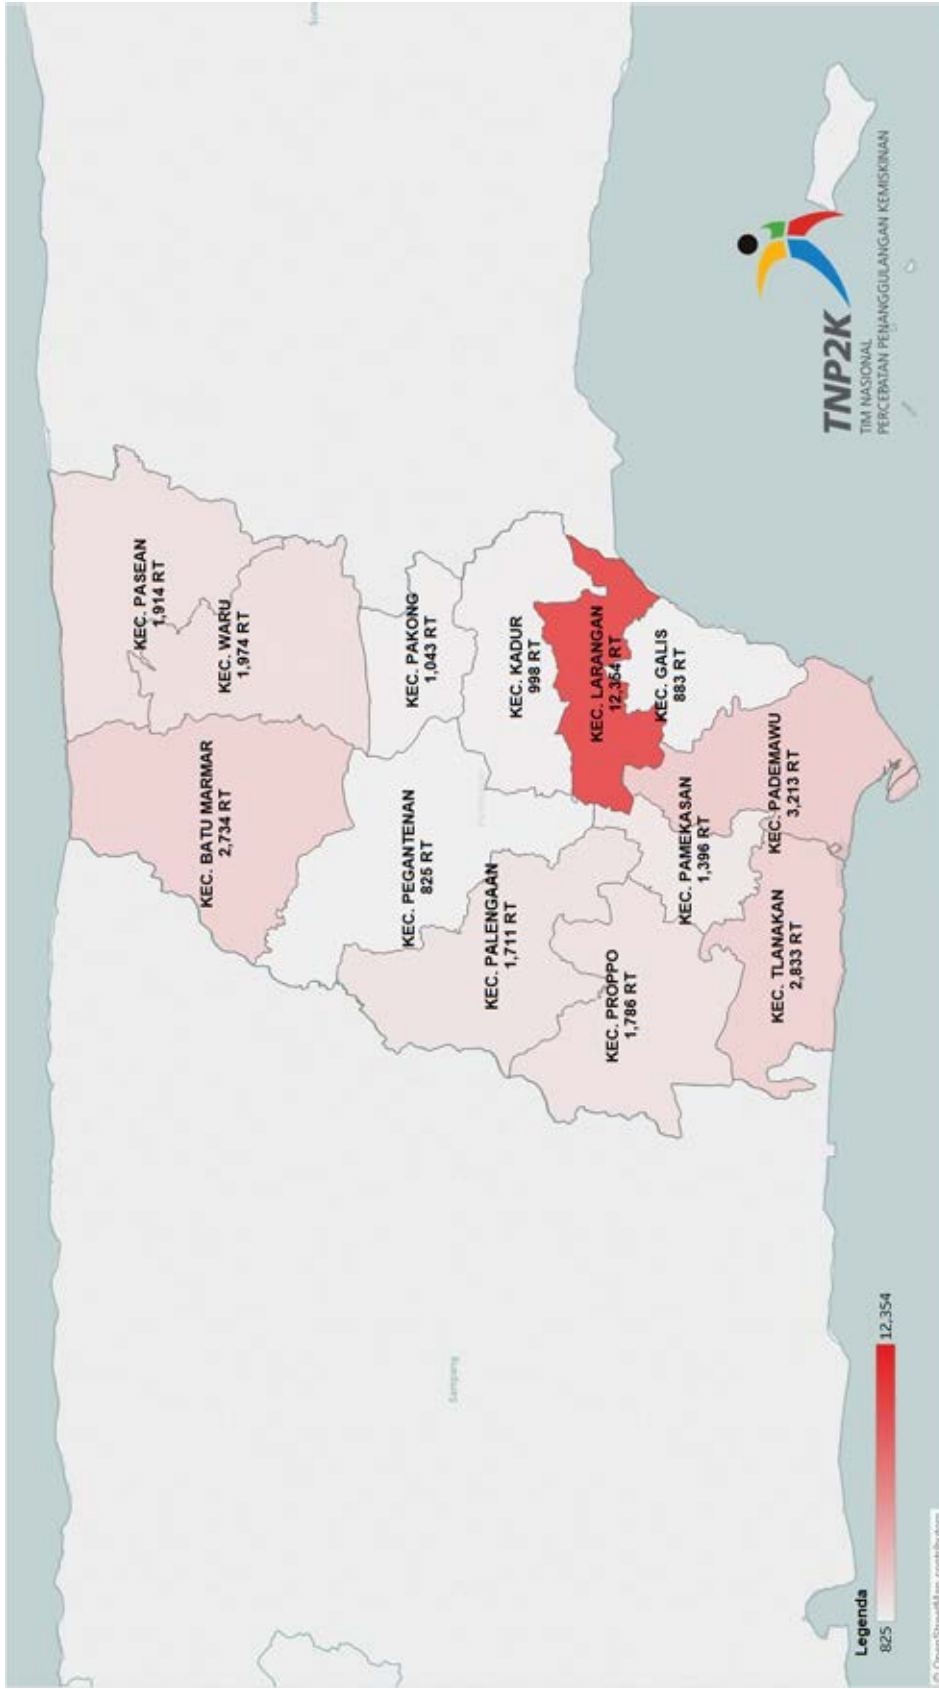 KEC. PASEAN
1,914 RT
KEC. WARU
1,974 RT
KEC. BATU MARMAR
2,734 RT
KEC. PAKONG
1,043 RT
KEC. PEGANTENAN
825 RT
KEC. KADUR
998 RT
KEC. PALENGAAN
1,711 RT
KEC. LARANGAN
12,354 RT
KEC. GALIS
883 RT
KEC. PROPPO
1,786 RT
KEC. PAMEKASAN
1,396 RT
KEC. PADEMAWU
3,213 RT
KEC. TLANAKAN
2,833 RT
Sampang
TNP2K
TIM NASIONAL
PERCEPATAN PENANGGULANGAN KEMISKINAN
Legenda
825
12,354
© OpenStreetMap contributors